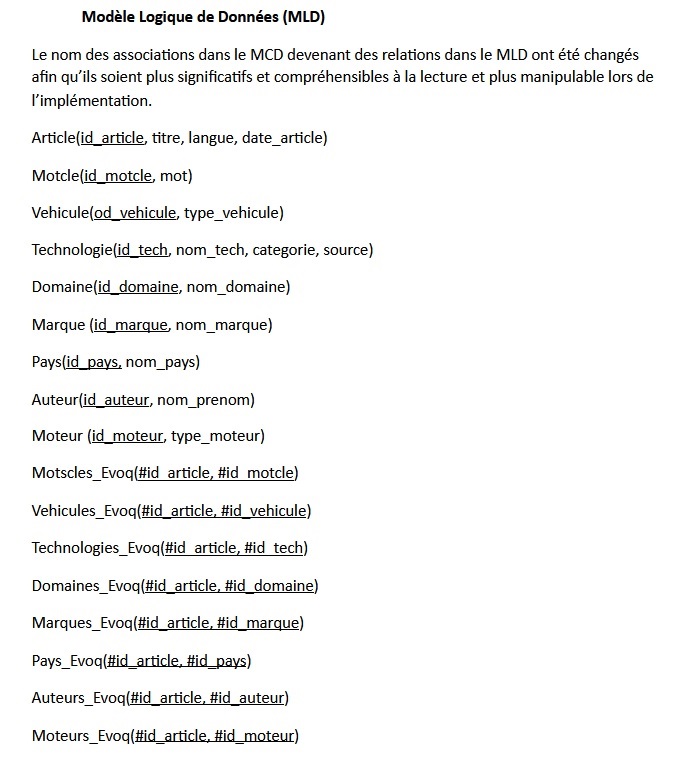 Modèle Logique de Données (MLD)
Le nom des associations dans le MCD devenant des relations dans le MLD ont été changés
afin qu'ils soient plus significatifs et compréhensibles à la lecture et plus manipulable lors de
l'implémentation.
Article(id_article, titre, langue, date_article)
Motcle(id_motcle, mot)
Vehicule(od_vehicule, type_vehicule)
Technologie(id_tech, nom_tech, categorie, source)
Domaine(id_domaine, nom_domaine)
Marque (id_marque, nom_marque)
Pays(id_pays, nom_pays)
Auteur(id_auteur, nom_prenom)
Moteur (id_moteur, type_moteur)
Motscles_Evoq(#id_article, #id_motcle)
Vehicules_Evoq(#id_article, #id_vehicule)
Technologies_Evoq(#id_article, #id_tech)
Domaines_Evoq(#id_article, #id_domaine)
Marques_Evoq(#id_article, #id_marque)
Pays_Evoq(#id_article, #id_pays)
Auteurs_Evoq(#id_article, #id_auteur)
Moteurs_Evoq(#id_article, #id_moteur)